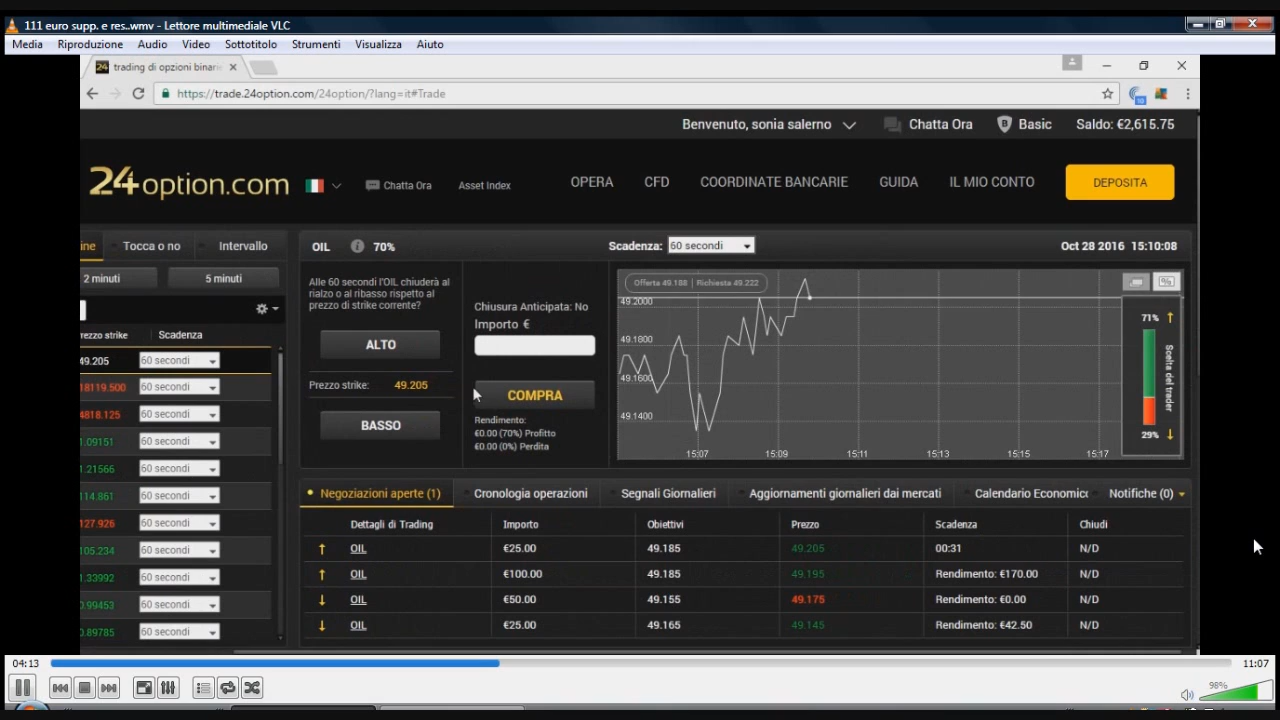 111 euro supp. e res..wmv - Lettore multimediale VLC
Media Riproduzione Audio Video Sottotitolo Strumenti Visualizza Aiuto
24 trading di opzioni binarie
https://trade.24option.com/24option/?lang=it#Trade
Benvenuto, sonia salerno Chatta Ora B Basic Saldo: €2,615.75
24option.com Chatta Ora Asset Index OPERA CFD COORDINATE BANCARIE GUIDA IL MIO CONTO DEPOSITA
ine Tocca o no Intervallo
2 minuti 5 minuti
rezzo strike Scadenza
49.205 60 secondi
18119.500 60 secondi
4818.125 60 secondi
1.09151 60 secondi
1.21566 60 secondi
114.861 60 secondi
127.926 60 secondi
105.234 60 secondi
1.33992 60 secondi
0.99453 60 secondi
0.89785 60 secondi
OIL 70% Scadenza: 60 secondi Oct 28 2016 15:10:08
Alle 60 secondi l'OIL chiuderà al
rialzo o al ribasso rispetto al
prezzo di strike corrente?
ALTO
Prezzo strike: 49.205
BASSO
Chiusura Anticipata: No
Importo €
COMPRA
Rendimento:
€0.00 (70%) Profitto
€0.00 (0%) Perdita
Offerta 49.188 | Richiesta 49.222
49.2000
49.1800
49.1600
49.1400
15:07 15:09 15:11 15:13 15:15 15:17
71%
Scelta del trader
29%
Negoziazioni aperte (1) Cronologia operazioni Segnali Giornalieri Aggiornamenti giornalieri dai mercati Calendario Economicc Notifiche (0)
Dettagli di Trading Importo Obiettivi Prezzo Scadenza Chiudi
OIL €25.00 49.185 49.205 00:31 N/D
OIL €100.00 49.185 49.195 Rendimento: €170.00 N/D
OIL €50.00 49.155 49.175 Rendimento: €0.00 N/D
OIL €25.00 49.165 49.145 Rendimento: €42.50 N/D
04:13 11:07
98%